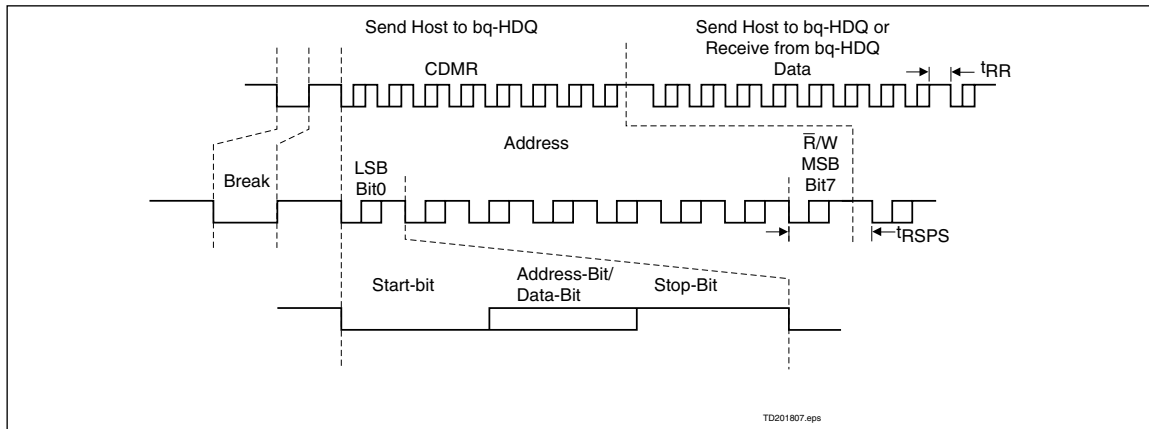 Send Host to bq-HDQ
Send Host to bq-HDQ or
Receive from bq-HDQ
CDMR
Data
tRR
Address
R̅/W
MSB
Bit7
Break
LSB
Bit0
tRSPS
Start-bit
Address-Bit/
Data-Bit
Stop-Bit
TD201807.eps